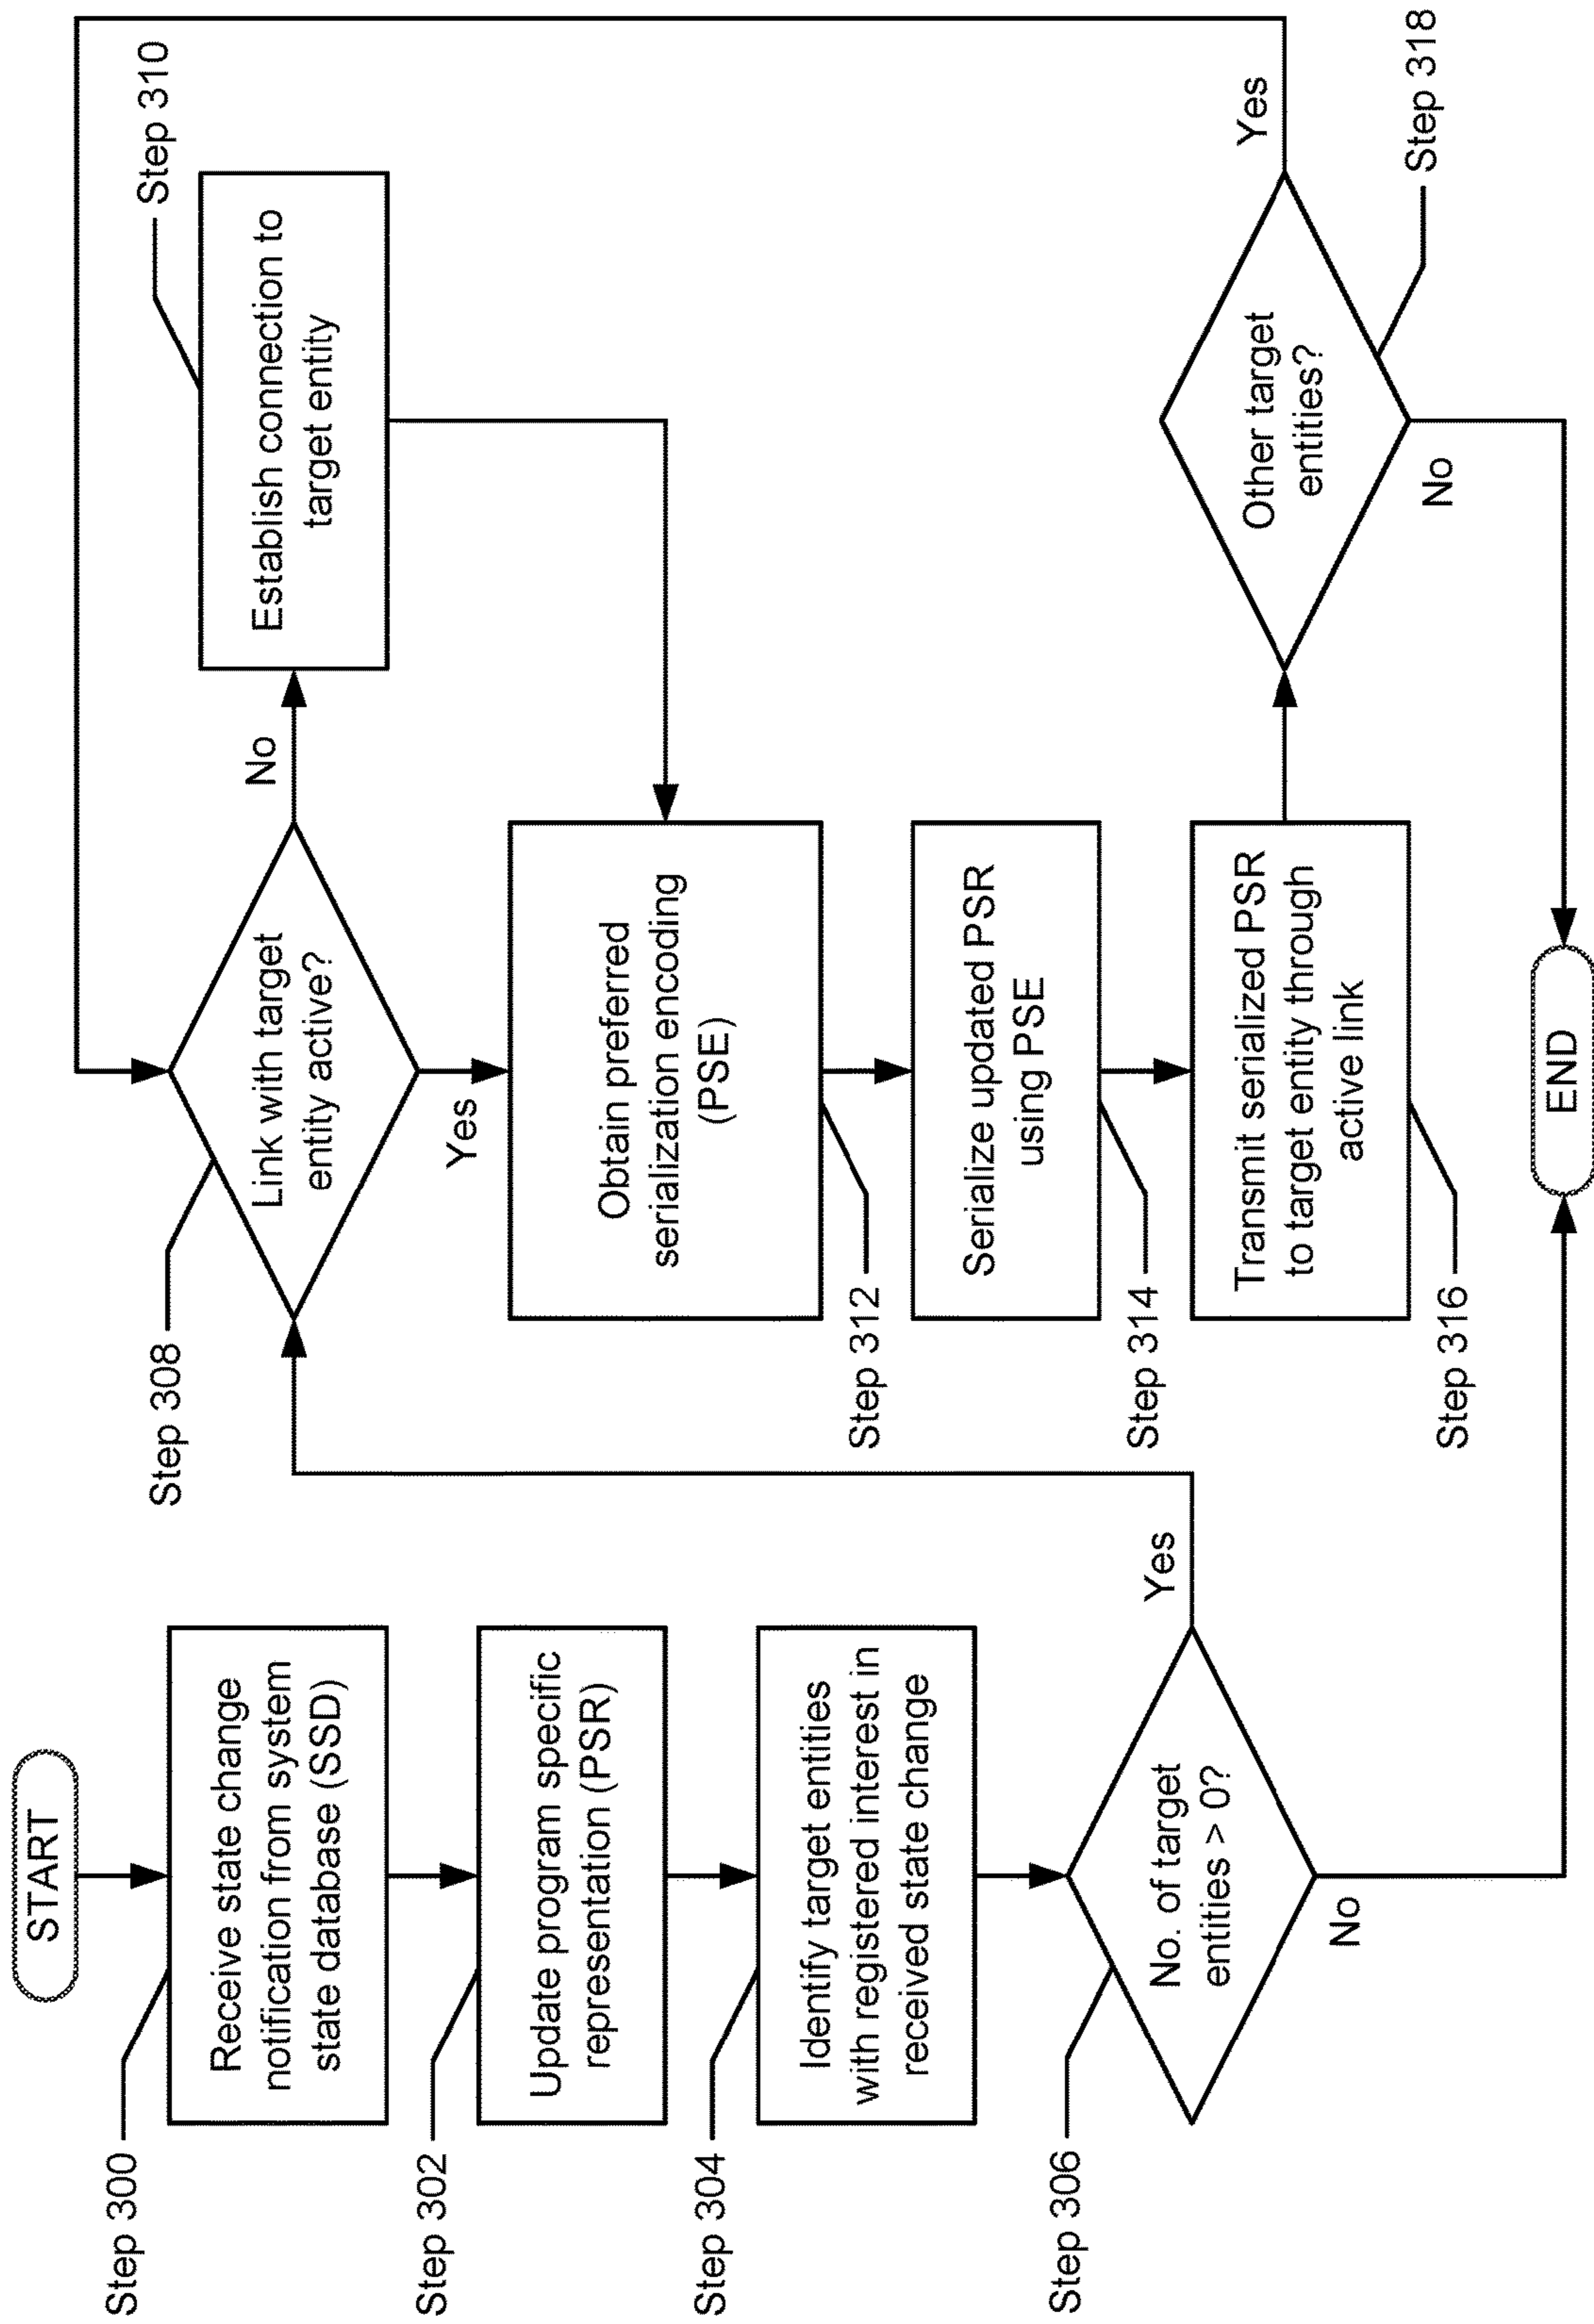 START
Step 300
Receive state change
notification from system
state database (SSD)
Step 302
Update program specific
representation (PSR)
Step 304
Identify target entities
with registered interest in
received state change
Step 306
No. of target
entities > 0?
Yes
No
Step 308
Link with target
entity active?
No
Yes
Step 310
Establish connection to
target entity
Step 312
Obtain preferred
serialization encoding
(PSE)
Step 314
Serialize updated PSR
using PSE
Step 316
Transmit serialized PSR
to target entity through
active link
Other target
entities?
Yes
Step 318
No
END